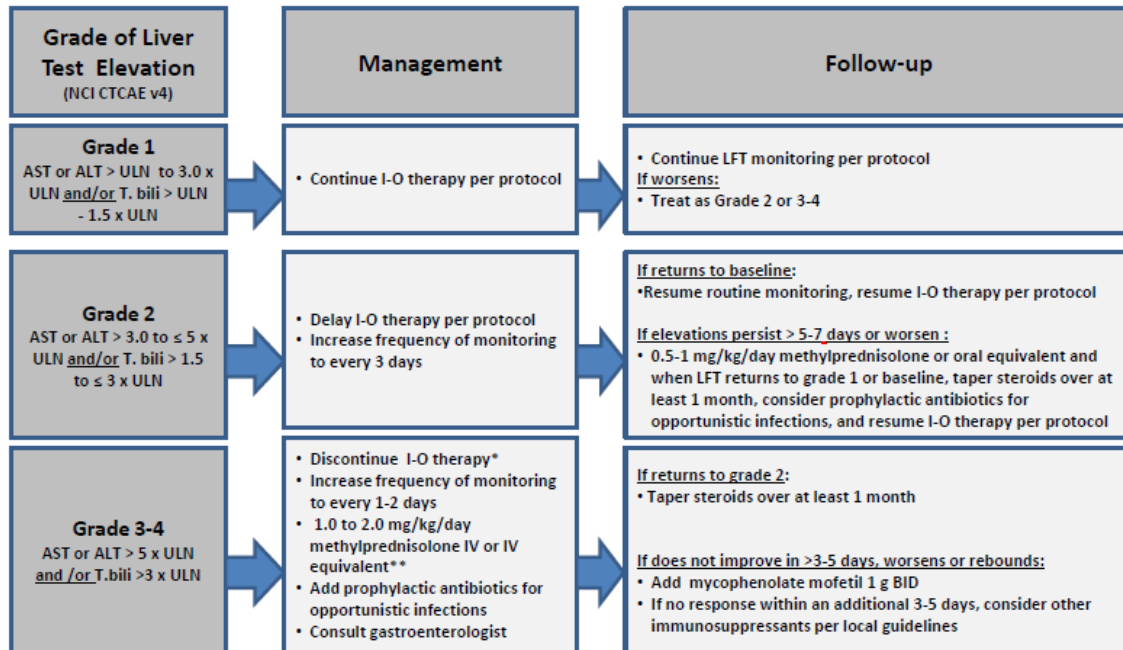 Grade of Liver
Test Elevation
(NCI CTCAE v4)
Management
Follow-up
Grade 1
AST or ALT > ULN to 3.0 x
ULN and/or T. bili > ULN
- 1.5 x ULN
• Continue I-O therapy per protocol
• Continue LFT monitoring per protocol
If worsens:
• Treat as Grade 2 or 3-4
Grade 2
AST or ALT > 3.0 to ≤ 5 x
ULN and/or T. bili > 1.5
to ≤ 3 x ULN
• Delay I-O therapy per protocol
• Increase frequency of monitoring
to every 3 days
If returns to baseline:
•Resume routine monitoring, resume I-O therapy per protocol
If elevations persist > 5-7 days or worsen :
• 0.5-1 mg/kg/day methylprednisolone or oral equivalent and
when LFT returns to grade 1 or baseline, taper steroids over at
least 1 month, consider prophylactic antibiotics for
opportunistic infections, and resume I-O therapy per protocol
Grade 3-4
AST or ALT > 5 x ULN
and /or T.bili >3 x ULN
• Discontinue I-O therapy*
• Increase frequency of monitoring
to every 1-2 days
• 1.0 to 2.0 mg/kg/day
methylprednisolone IV or IV
equivalent**
• Add prophylactic antibiotics for
opportunistic infections
• Consult gastroenterologist
If returns to grade 2:
• Taper steroids over at least 1 month
If does not improve in >3-5 days, worsens or rebounds:
• Add mycophenolate mofetil 1 g BID
• If no response within an additional 3-5 days, consider other
immunosuppressants per local guidelines